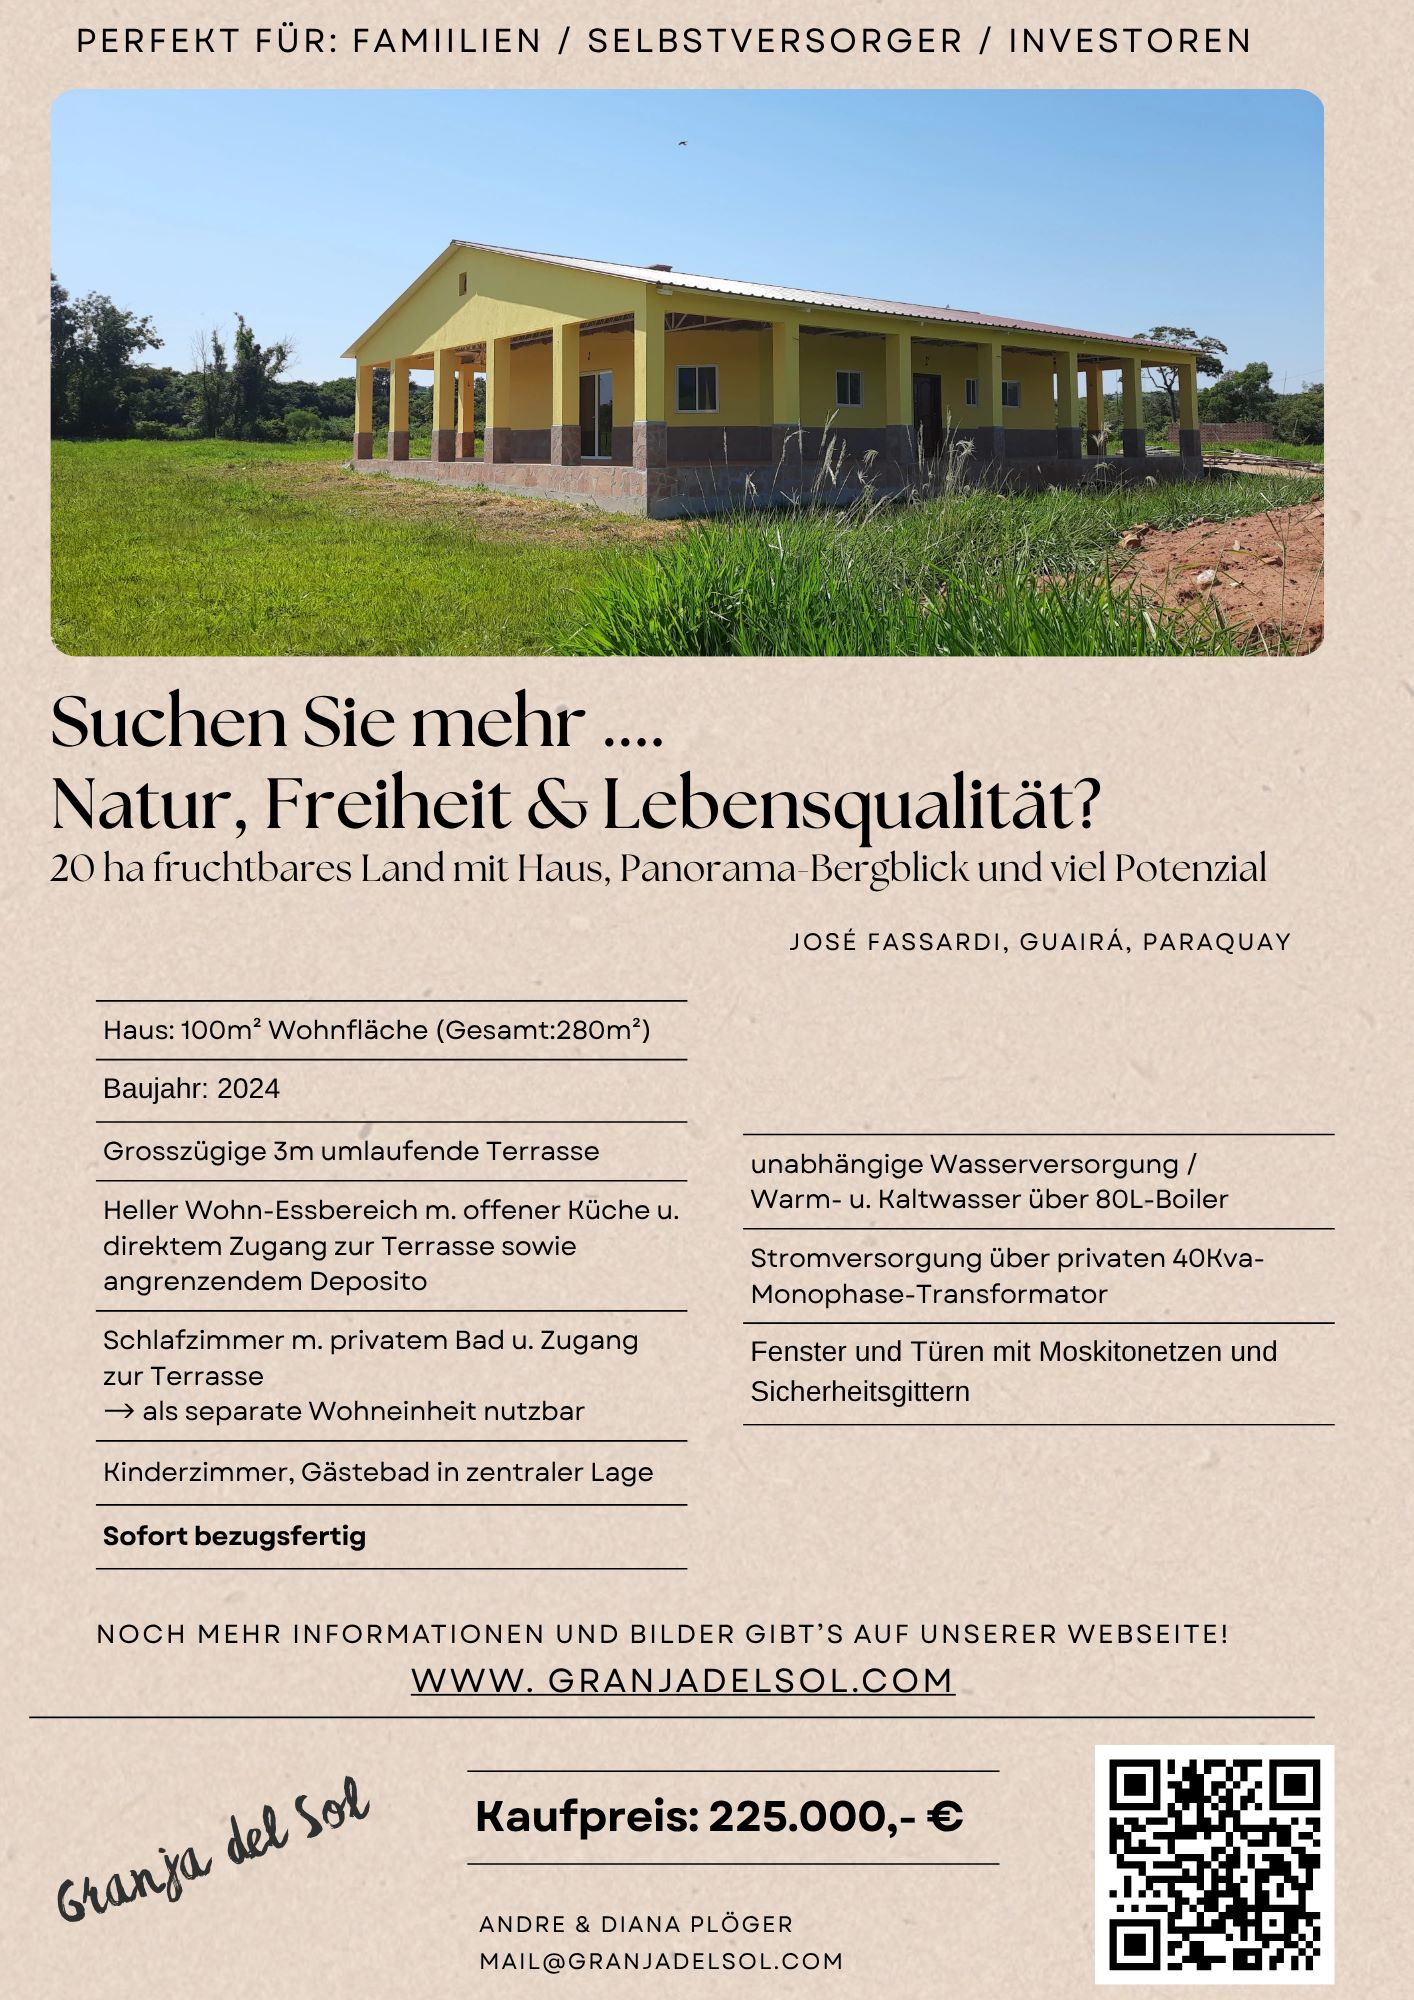 PERFEKT FÜR: FAMIILIEN / SELBSTVERSORGER / INVESTOREN
Suchen Sie mehr ....
Natur, Freiheit & Lebensqualität?
20 ha fruchtbares Land mit Haus, Panorama-Bergblick und viel Potenzial
JOSÉ FASSARDI, GUAIRÁ, PARAQUAY
Haus: 100m² Wohnfläche (Gesamt:280m²)
Baujahr: 2024
Grosszügige 3m umlaufende Terrasse
Heller Wohn-Essbereich m. offener Küche u.
direktem Zugang zur Terrasse sowie
angrenzendem Deposito
Schlafzimmer m. privatem Bad u. Zugang
zur Terrasse
→ als separate Wohneinheit nutzbar
Kinderzimmer, Gästebad in zentraler Lage
Sofort bezugsfertig
unabhängige Wasserversorgung /
Warm- u. Kaltwasser über 80L-Boiler
Stromversorgung über privaten 40Kva-
Monophase-Transformator
Fenster und Türen mit Moskitonetzen und
Sicherheitsgittern
NOCH MEHR INFORMATIONEN UND BILDER GIBT'S AUF UNSERER WEBSEITE!
WWW. GRANJADELSOL.COM
Granja del Sol
Kaufpreis: 225.000,- €
ANDRE & DIANA PLÖGER
MAIL@GRANJADELSOL.COM